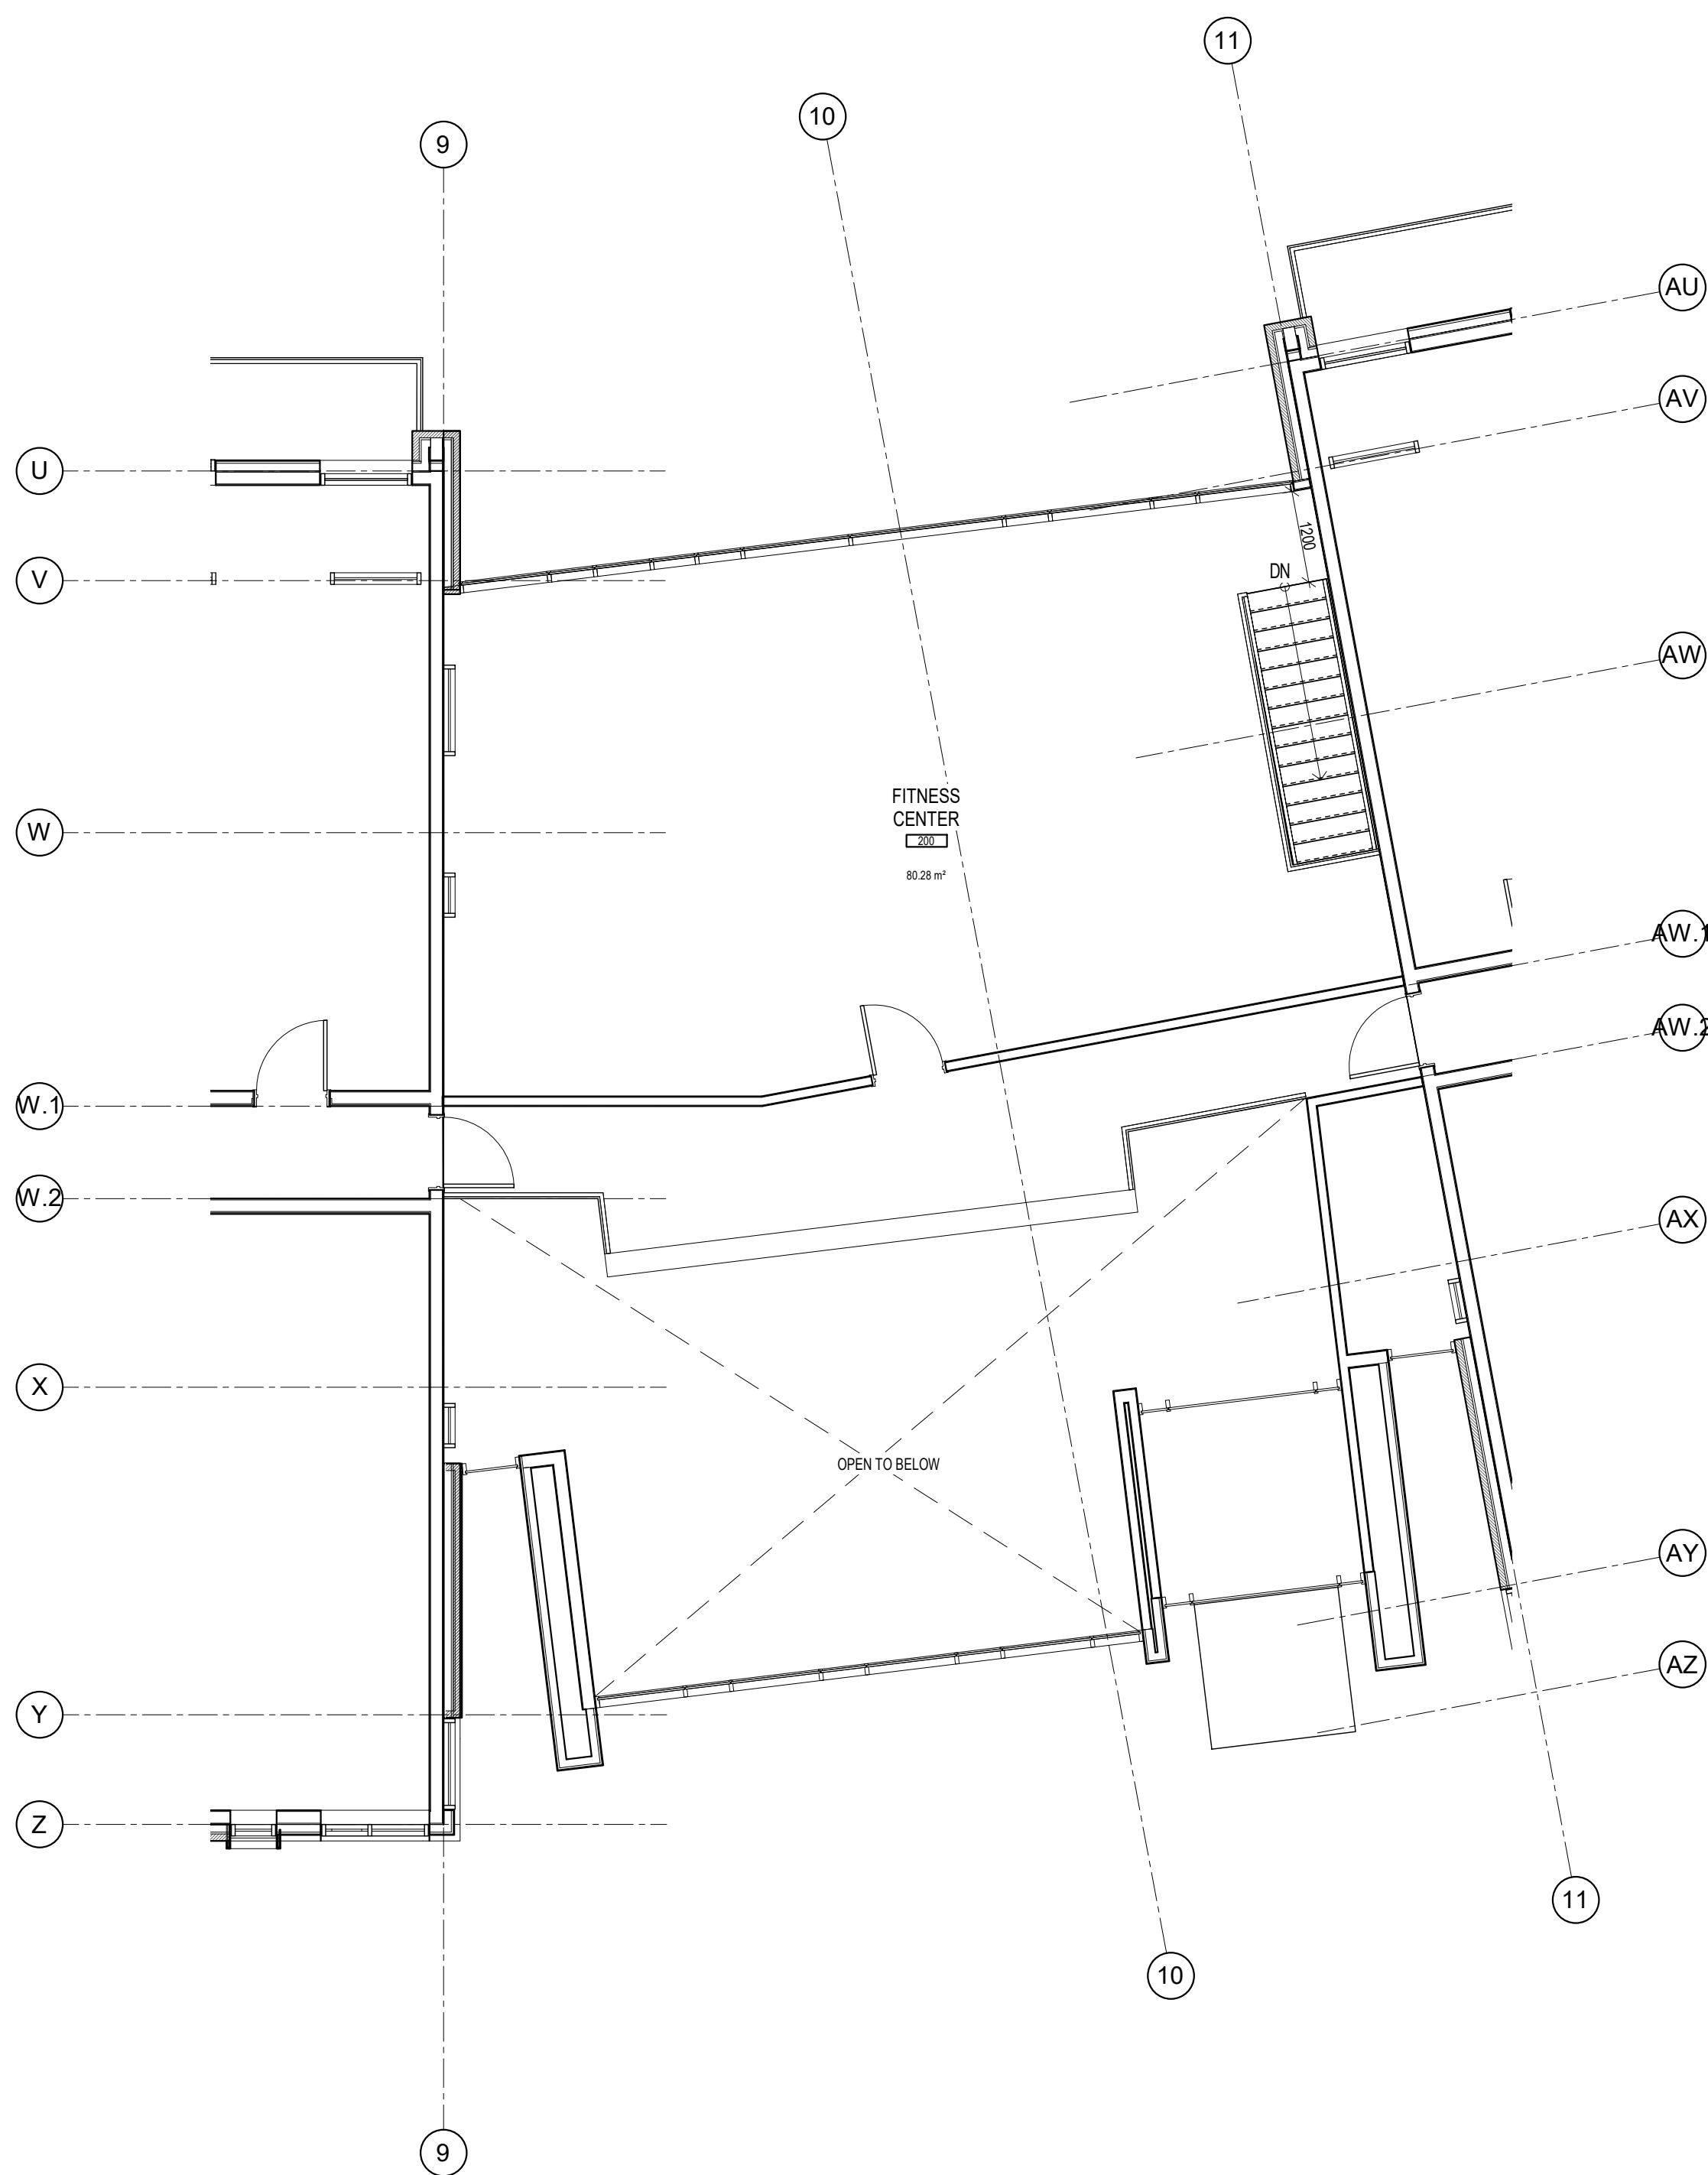 11
10
9
AU
AV
U
1200
DN
V
AW
FITNESS
CENTER
200
80.28 m²
W
AW.1
AW.2
W.1
W.2
AX
X
OPEN TO BELOW
AY
AZ
Y
Z
11
10
9